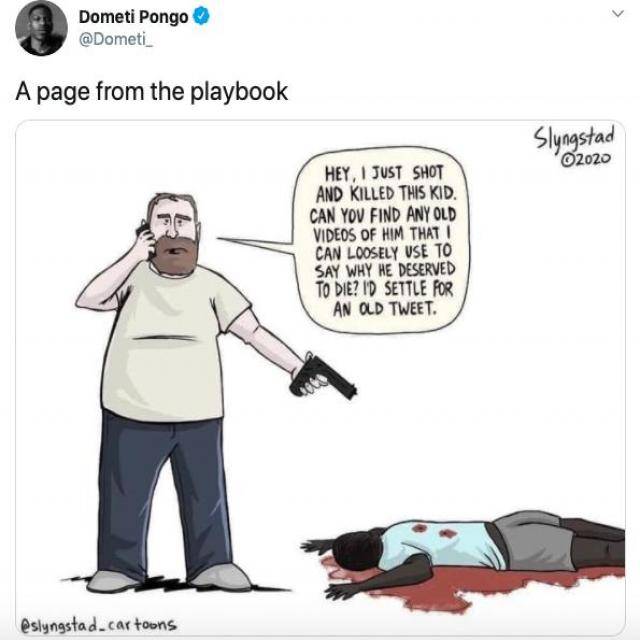 Dometi Pongo
@Dometi_
A page from the playbook
Slyngstad
©2020
HEY, I JUST SHOT
AND KILLED THIS KID.
CAN YOU FIND ANY OLD
VIDEOS OF HIM THAT I
CAN LOOSELY USE TO
SAY WHY HE DESERVED
TO DIE? I'D SETTLE FOR
AN OLD TWEET.
@slyngstad_cartoons